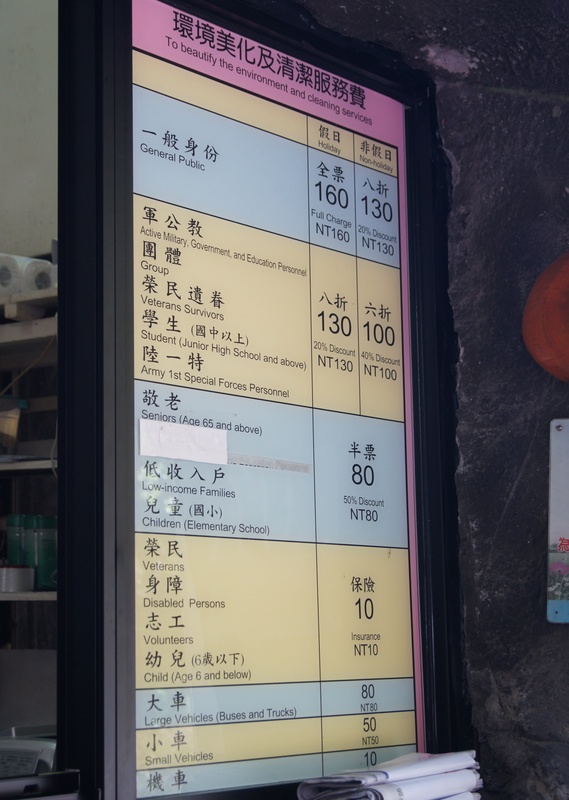 環境美化及清潔服務費
To beautify the environment and cleaning services
假日
Holiday
非假日
Non-holiday
一般身份
General Public
全票
160
Full Charge
NT160
八折
130
20% Discount
NT130
軍公教
Active Military, Government, and Education Personnel
團體
Group
榮民遺眷
Veterans Survivors
學生 (國中以上)
Student (Junior High School and above)
陸一特
Army 1st Special Forces Personnel
八折
130
20% Discount
NT130
六折
100
40% Discount
NT100
敬老
Seniors (Age 65 and above)
低收入戶
Low-income Families
兒童 (國小)
Children (Elementary School)
半票
80
50% Discount
NT80
榮民
Veterans
身障
Disabled Persons
志工
Volunteers
幼兒 (6歲以下)
Child (Age 6 and below)
保險
10
Insurance
NT10
大車
Large Vehicles (Buses and Trucks)
80
NT80
小車
Small Vehicles
50
NT50
機車
10
為